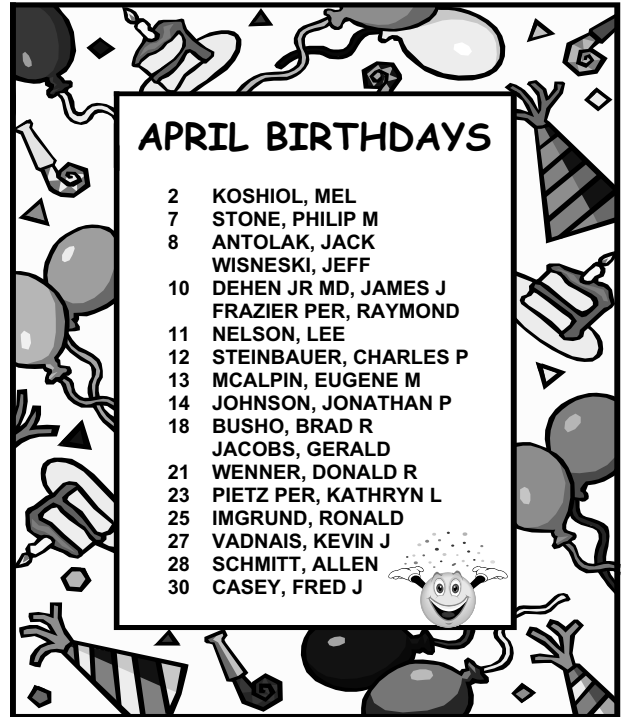 APRIL BIRTHDAYS
2 KOSHIOL, MEL
7 STONE, PHILIP M
8 ANTOLAK, JACK
WISNESKI, JEFF
10 DEHEN JR MD, JAMES J
FRAZIER PER, RAYMOND
11 NELSON, LEE
12 STEINBAUER, CHARLES P
13 MCALPIN, EUGENE M
14 JOHNSON, JONATHAN P
18 BUSHO, BRAD R
JACOBS, GERALD
21 WENNER, DONALD R
23 PIETZ PER, KATHRYN L
25 IMGRUND, RONALD
27 VADNAIS, KEVIN J
28 SCHMITT, ALLEN
30 CASEY, FRED J